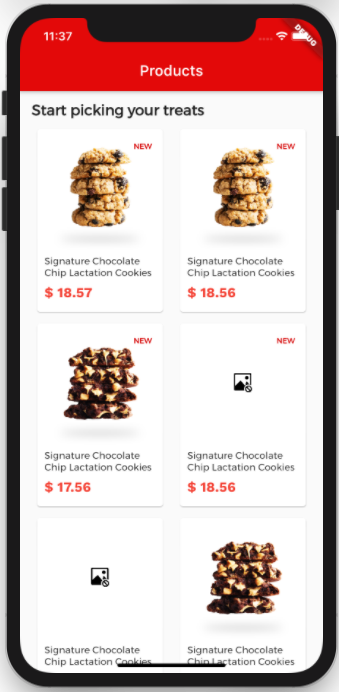 11:37
DEBUG
Products
Start picking your treats
NEW
NEW
Signature Chocolate
Chip Lactation Cookies
$ 18.57
Signature Chocolate
Chip Lactation Cookies
$ 18.56
NEW
NEW
Signature Chocolate
Chip Lactation Cookies
$ 17.56
Signature Chocolate
Chip Lactation Cookies
$ 18.56
Signature Chocolate
Chip Lactation Cookies
Signature Chocolate
Chip Lactation Cookies